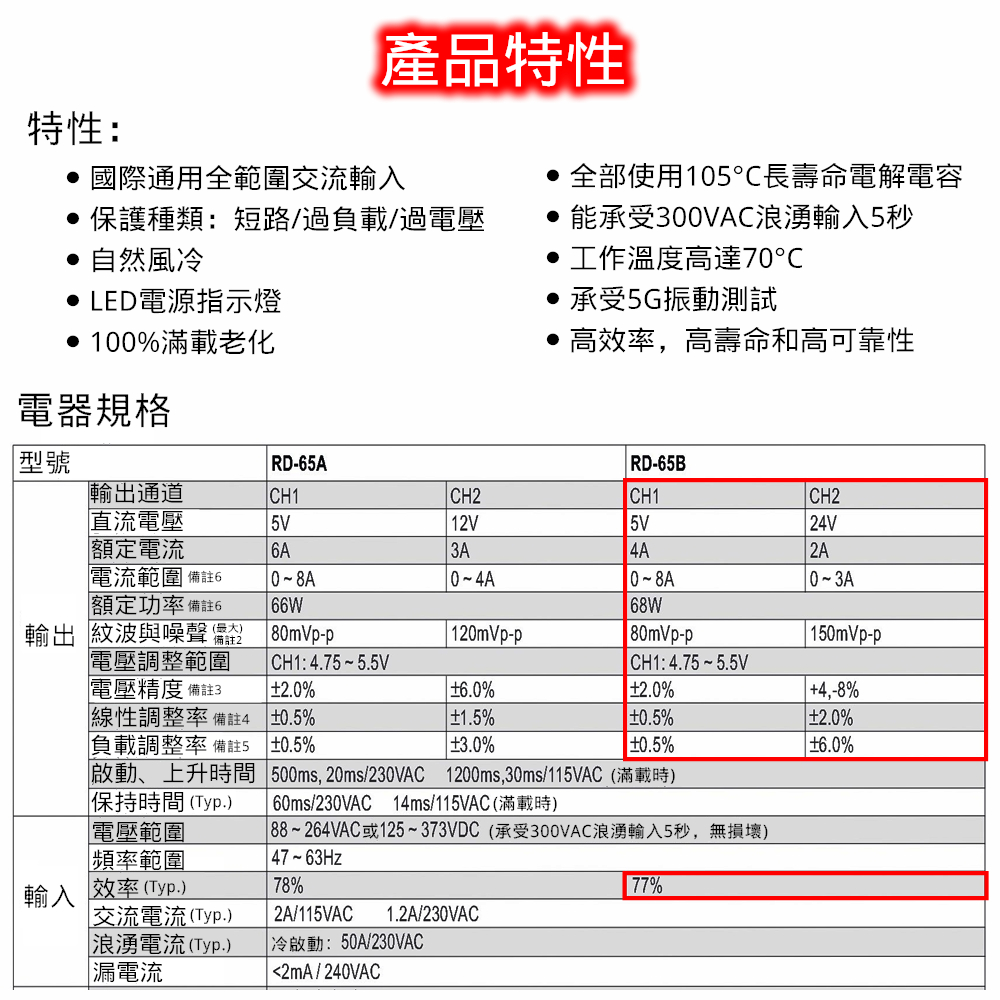 產品特性
特性：
• 國際通用全範圍交流輸入
• 保護種類：短路/過負載/過電壓
• 自然風冷
• LED電源指示燈
• 100%滿載老化
• 全部使用105°C長壽命電解電容
• 能承受300VAC浪湧輸入5秒
• 工作溫度高達70°C
• 承受5G振動測試
• 高效率，高壽命和高可靠性
電器規格
型號 RD-65A RD-65B
輸出
輸出通道 CH1 CH2 CH1 CH2
直流電壓 5V 12V 5V 24V
額定電流 6A 3A 4A 2A
電流範圍 備註6 0~8A 0~4A 0~8A 0~3A
額定功率 備註6 66W 68W
紋波與噪聲 (最大) 備註2 80mVp-p 120mVp-p 80mVp-p 150mVp-p
電壓調整範圍 CH1: 4.75~5.5V CH1: 4.75~5.5V
電壓精度 備註3 ±2.0% ±6.0% ±2.0% +4,-8%
線性調整率 備註4 ±0.5% ±1.5% ±0.5% ±2.0%
負載調整率 備註5 ±0.5% ±3.0% ±0.5% ±6.0%
啟動、上升時間 500ms, 20ms/230VAC 1200ms,30ms/115VAC (滿載時)
保持時間 (Typ.) 60ms/230VAC 14ms/115VAC (滿載時)
輸入
電壓範圍 88~264VAC或125~373VDC (承受300VAC浪湧輸入5秒，無損壞)
頻率範圍 47~63Hz
效率 (Typ.) 78% 77%
交流電流 (Typ.) 2A/115VAC 1.2A/230VAC
浪湧電流 (Typ.) 冷啟動：50A/230VAC
漏電流 <2mA / 240VAC